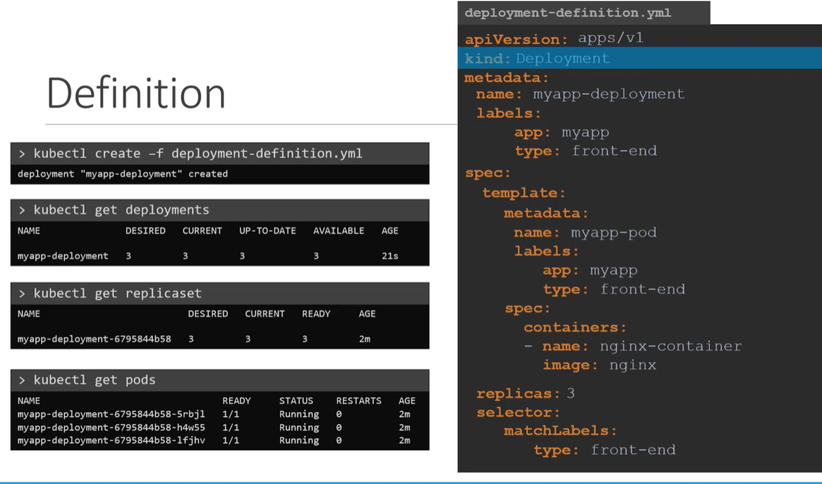 Definition
> kubectl create –f deployment-definition.yml
deployment "myapp-deployment" created
> kubectl get deployments
NAME DESIRED CURRENT UP-TO-DATE AVAILABLE AGE
myapp-deployment 3 3 3 3 21s
> kubectl get replicaset
NAME DESIRED CURRENT READY AGE
myapp-deployment-6795844b58 3 3 3 2m
> kubectl get pods
NAME READY STATUS RESTARTS AGE
myapp-deployment-6795844b58-5rbjl 1/1 Running 0 2m
myapp-deployment-6795844b58-h4w55 1/1 Running 0 2m
myapp-deployment-6795844b58-lfjhv 1/1 Running 0 2m
deployment-definition.yml
apiVersion: apps/v1
kind: Deployment
metadata:
name: myapp-deployment
labels:
app: myapp
type: front-end
spec:
template:
metadata:
name: myapp-pod
labels:
app: myapp
type: front-end
spec:
containers:
- name: nginx-container
image: nginx
replicas: 3
selector:
matchLabels:
type: front-end